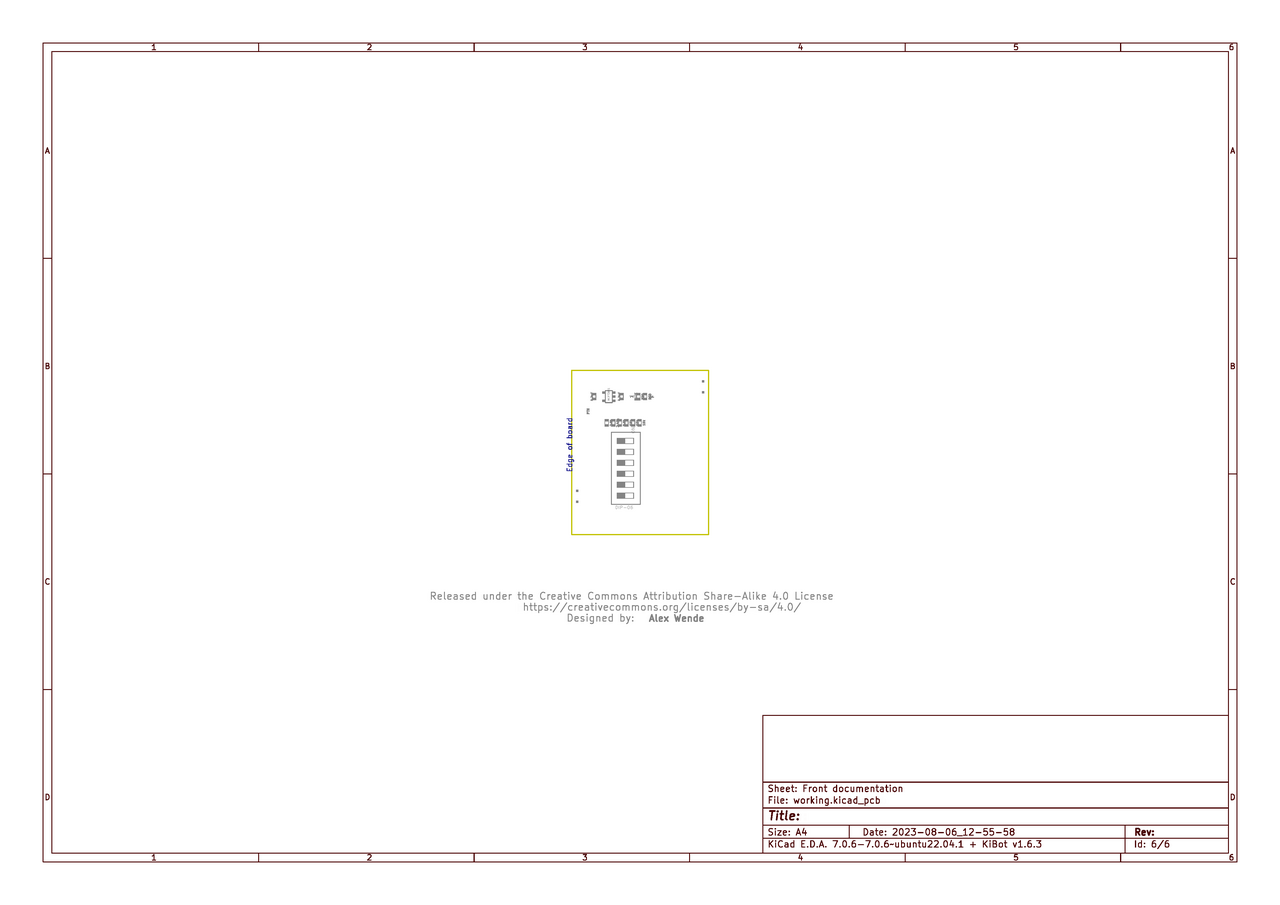 1 2 3 4 5 6
A A
B B
Edge of board
DIP-06
Released under the Creative Commons Attribution Share-Alike 4.0 License
https://creativecommons.org/licenses/by-sa/4.0/
Designed by: Alex Wende
C C
Sheet: Front documentation
File: working.kicad_pcb
D D
Title:
Size: A4 Date: 2023-08-06_12-55-58 Rev:
KiCad E.D.A. 7.0.6-7.0.6~ubuntu22.04.1 + KiBot v1.6.3 Id: 6/6
1 2 3 4 5 6